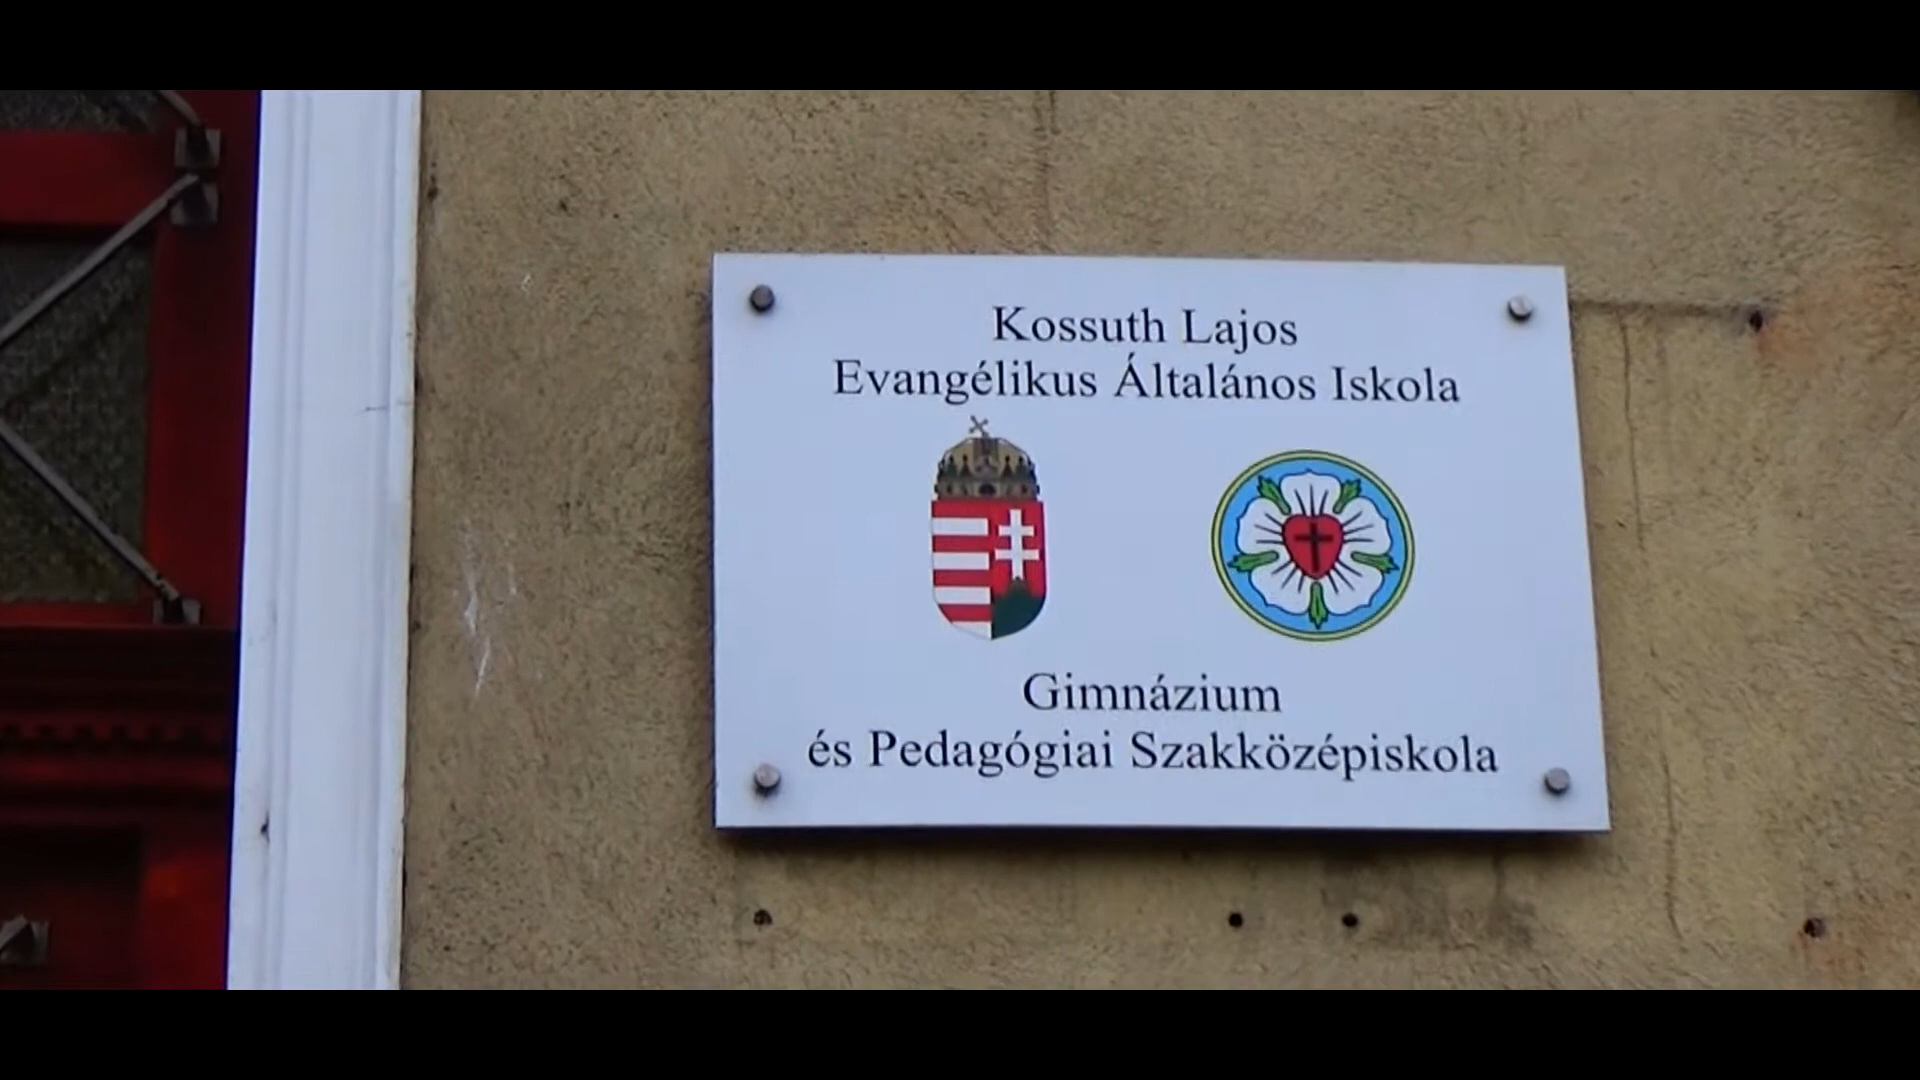 Kossuth Lajos
Evangélikus Általános Iskola
Gimnázium
és Pedagógiai Szakközépiskola